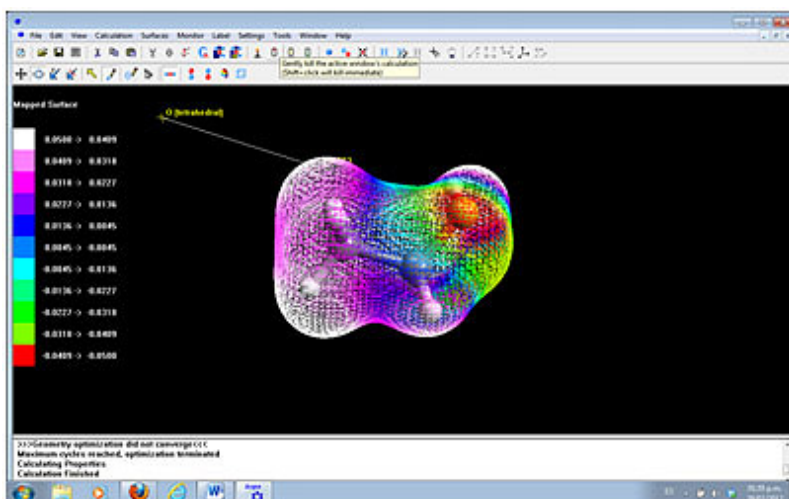 File Edit View Calculation Surfaces Monitor Label Settings Tools Window Help
Gently kill the active window's calculation
(Shift+click will kill immediate)
Mapped Surface
O (tetrahedral)
0.0500 -> 0.0409
0.0409 -> 0.0318
0.0318 -> 0.0227
0.0227 -> 0.0136
0.0136 -> 0.0045
0.0045 -> -0.0045
-0.0045 -> -0.0136
-0.0136 -> -0.0227
-0.0227 -> -0.0318
-0.0318 -> -0.0409
-0.0409 -> -0.0500
>>>Geometry optimization did not converge<<<
Maximum cycles reached, optimization terminated
Calculating Properties
Calculation Finished
ES